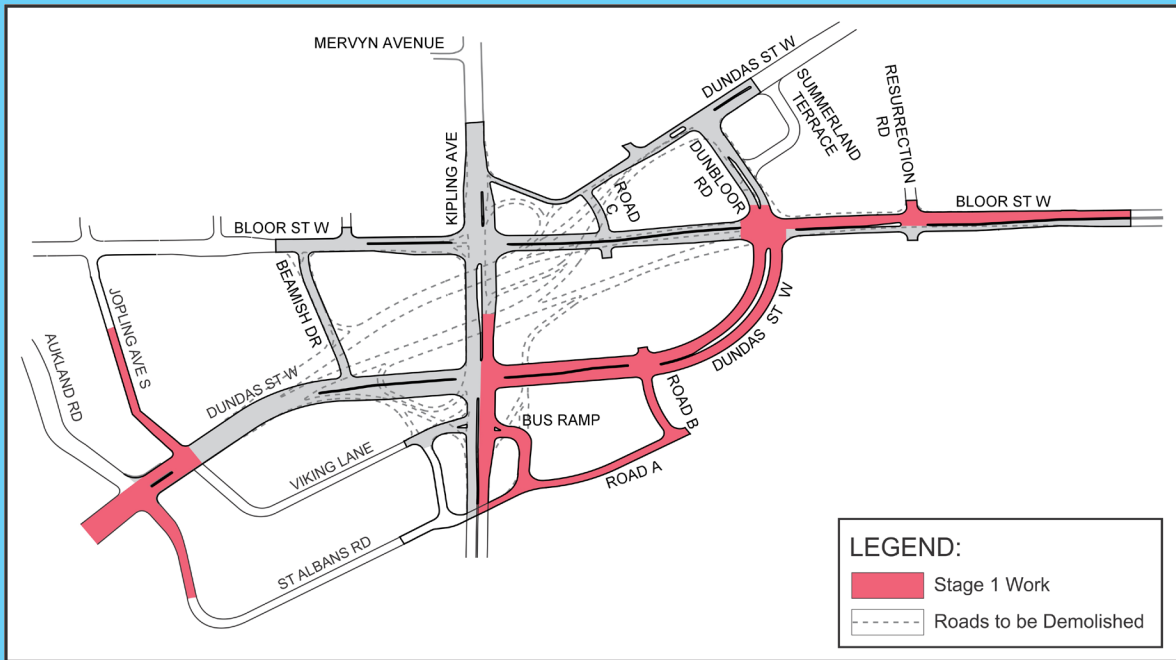 MERVYN AVENUE
DUNDAS ST W
SUMMERLAND
TERRACE
RESURRECTION
RD
KIPLING AVE
DUNBLOOR
RD
ROAD
C
BLOOR ST W
BLOOR ST W
BEAMISH DR
JOPLING AVE S
AUKLAND RD
DUNDAS ST W
DUNDAS ST W
ROAD B
BUS RAMP
VIKING LANE
ROAD A
ST ALBANS RD
LEGEND:
Stage 1 Work
Roads to be Demolished